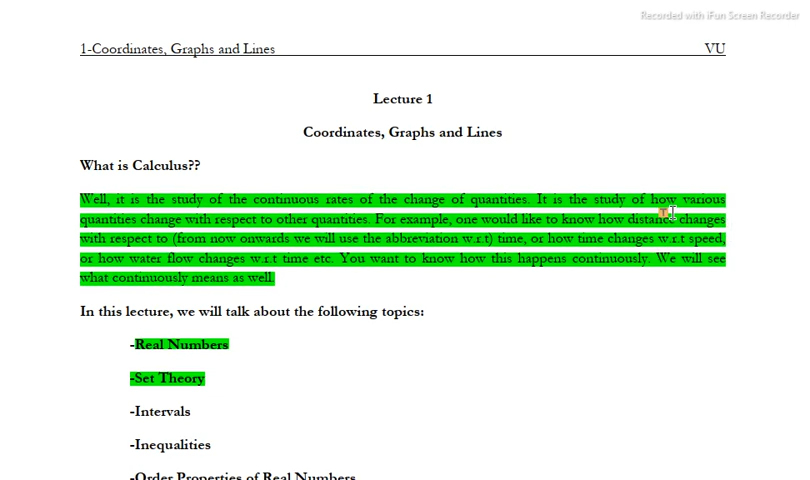 Recorded with iFun Screen Recorder
1-Coordinates, Graphs and Lines VU
Lecture 1
Coordinates, Graphs and Lines
What is Calculus??
Well, it is the study of the continuous rates of the change of quantities. It is the study of how various
quantities change with respect to other quantities. For example, one would like to know how distance changes
with respect to (from now onwards we will use the abbreviation w.r.t) time, or how time changes w.r.t speed,
or how water flow changes w.r.t time etc. You want to know how this happens continuously. We will see
what continuously means as well.
In this lecture, we will talk about the following topics:
-Real Numbers
-Set Theory
-Intervals
-Inequalities
-Order Properties of Real Numbers